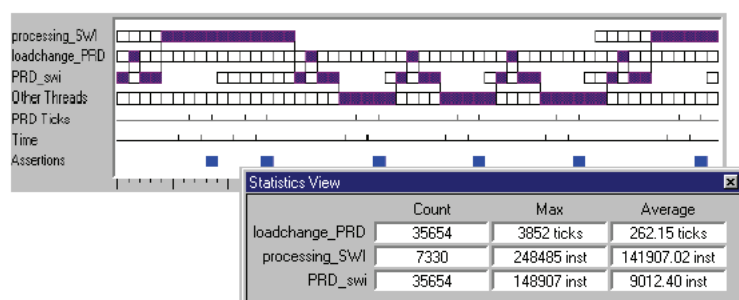 processing_SWI
loadchange_PRD
PRD_swi
Other Threads
PRD Ticks
Time
Assertions
Statistics View
Count Max Average
loadchange_PRD 35654 3852 ticks 262.15 ticks
processing_SWI 7330 248485 inst 141907.02 inst
PRD_swi 35654 148907 inst 9012.40 inst